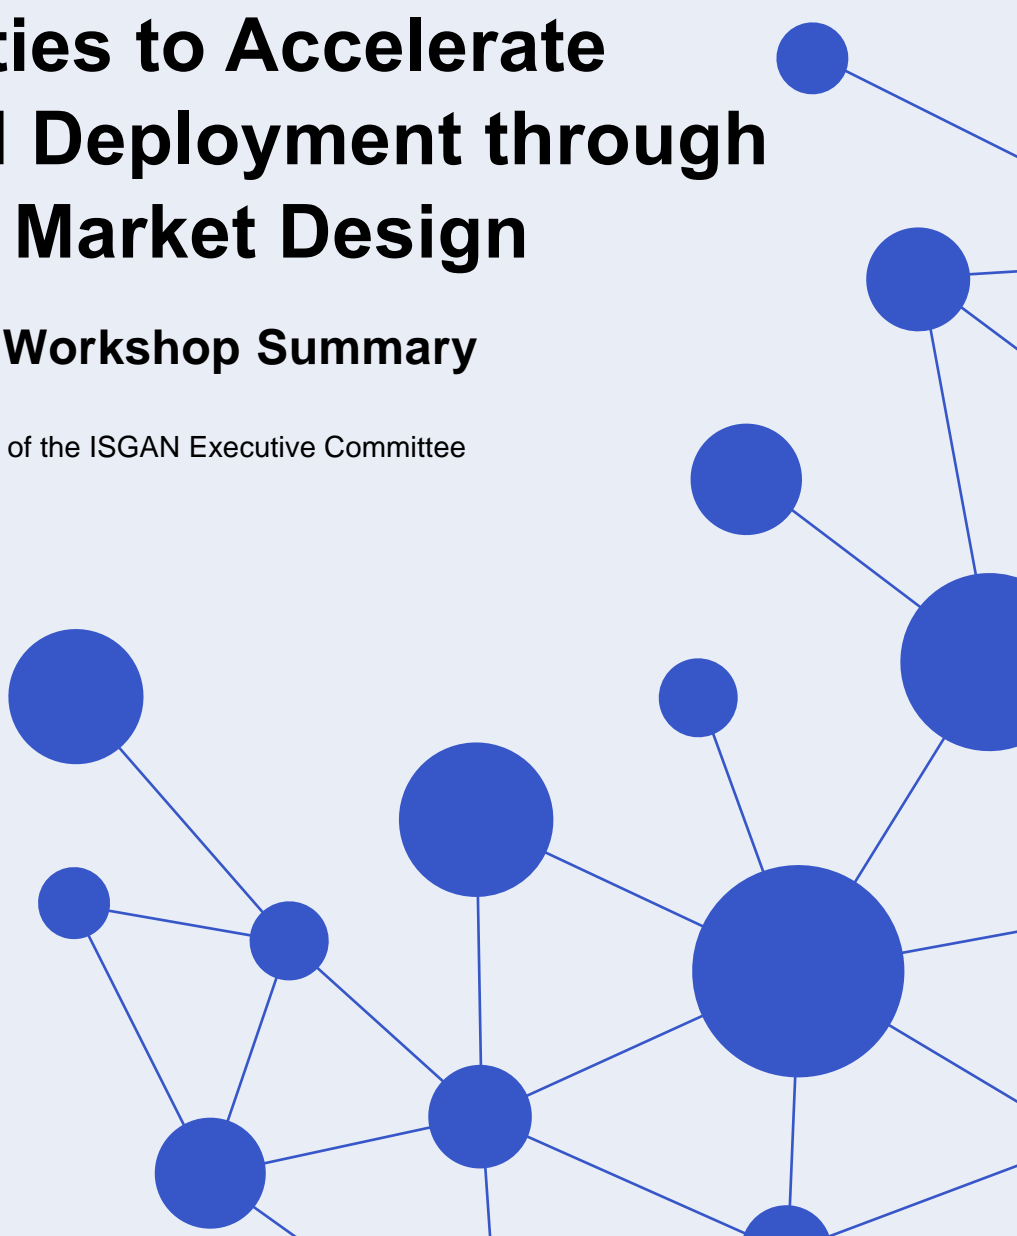 ties to Accelerate
Deployment through
Market Design
Workshop Summary
of the ISGAN Executive Committee